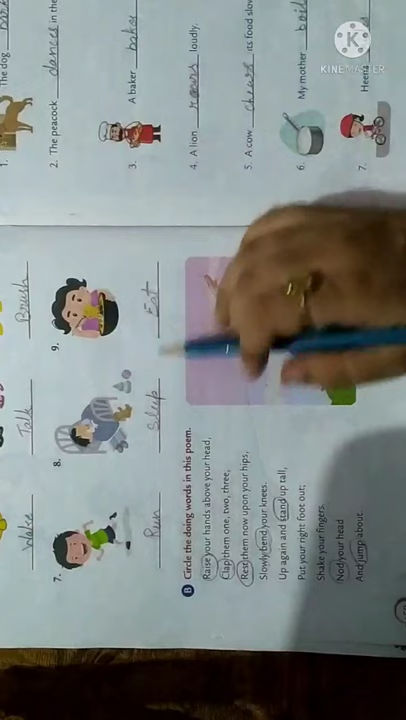 1. The dog
2. The peacock dances in the
3. A baker bakes
4. A lion roars loudly.
5. A cow chews its food slow
6. My mother boil
7. Heena
Wake Talk Brush
7. 8. 9.
Run Sleep Eat
B Circle the doing words in this poem.
Raise your hands above your head,
Clap them one, two, three,
Rest them now upon your hips,
Slowly bend your knees.
Up again and stand up tall,
Put your right foot out;
Shake your fingers.
Nod your head
And jump about.
KINEMASTER